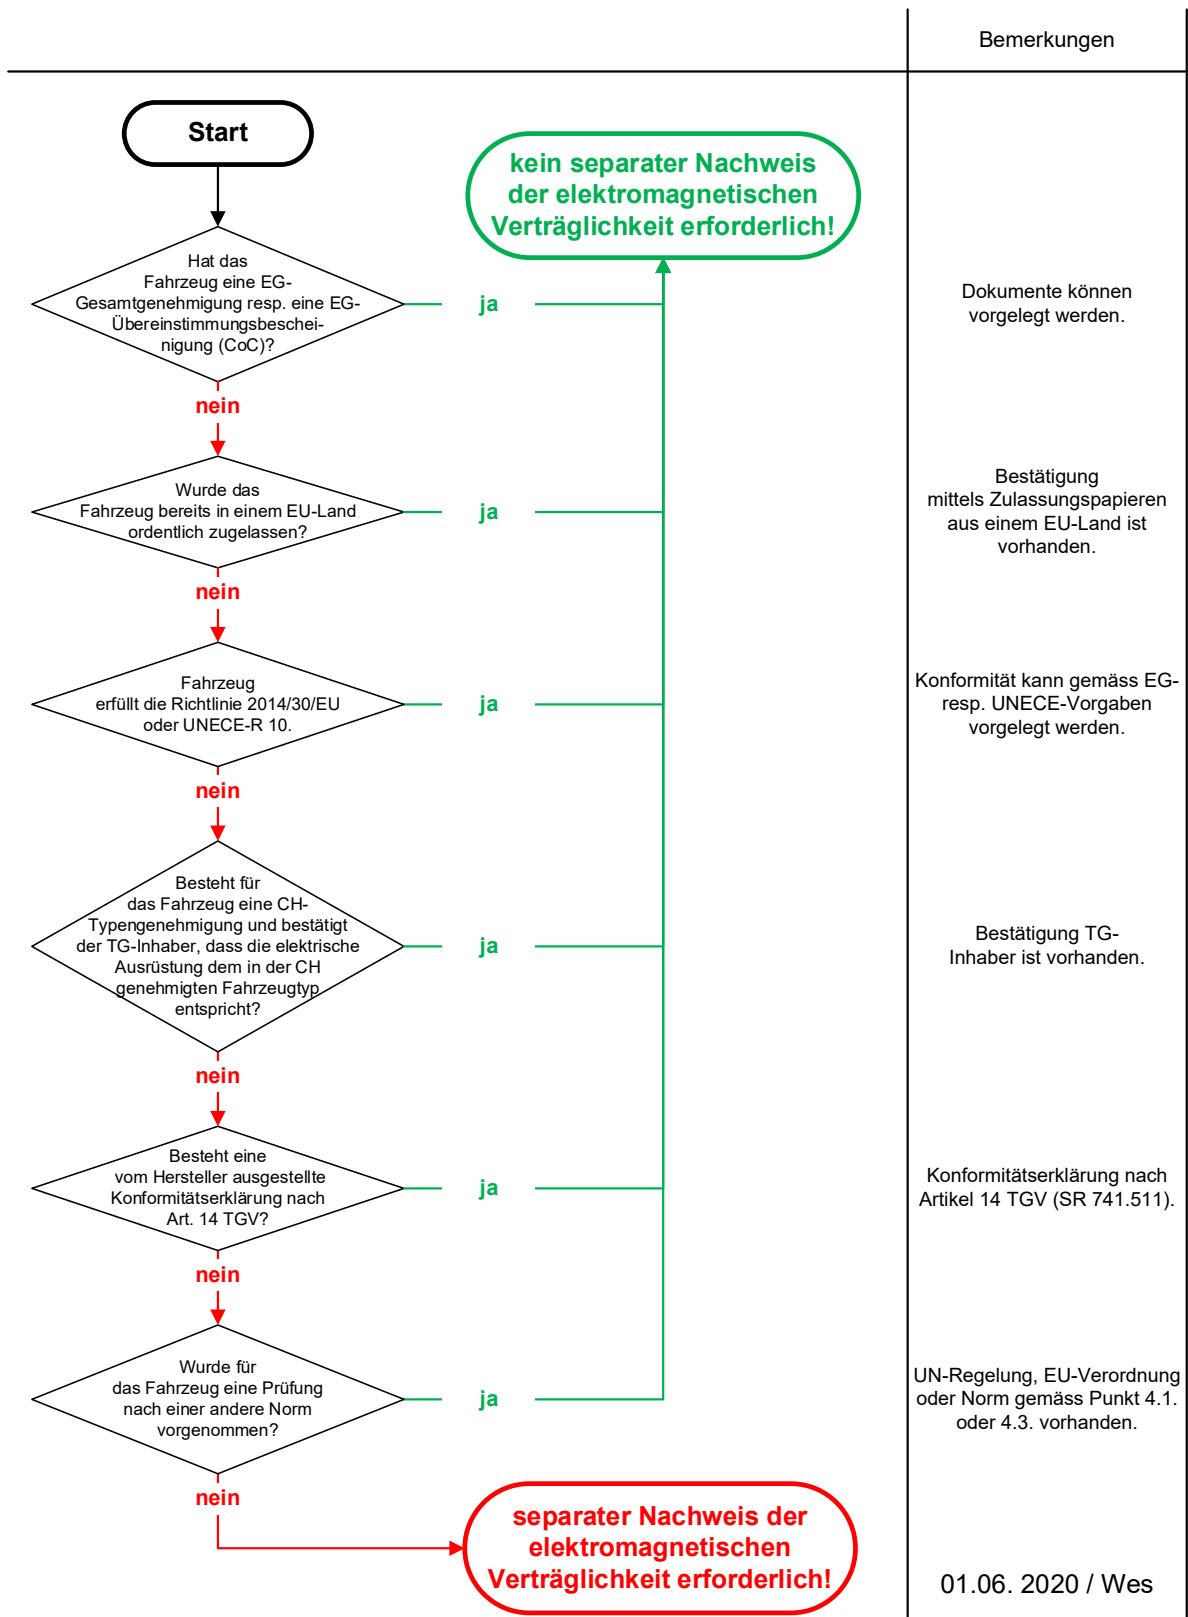 Bemerkungen
Start
kein separater Nachweis
der elektromagnetischen
Verträglichkeit erforderlich!
Hat das
Fahrzeug eine EG-
Gesamtgenehmigung resp. eine EG-
Übereinstimmungsbeschei-
nigung (CoC)?
ja
Dokumente können
vorgelegt werden.
nein
Wurde das
Fahrzeug bereits in einem EU-Land
ordentlich zugelassen?
ja
Bestätigung
mittels Zulassungspapieren
aus einem EU-Land ist
vorhanden.
nein
Fahrzeug
erfüllt die Richtlinie 2014/30/EU
oder UNECE-R 10.
ja
Konformität kann gemäss EG-
resp. UNECE-Vorgaben
vorgelegt werden.
nein
Besteht für
das Fahrzeug eine CH-
Typengenehmigung und bestätigt
der TG-Inhaber, dass die elektrische
Ausrüstung dem in der CH
genehmigten Fahrzeugtyp
entspricht?
ja
Bestätigung TG-
Inhaber ist vorhanden.
nein
Besteht eine
vom Hersteller ausgestellte
Konformitätserklärung nach
Art. 14 TGV?
ja
Konformitätserklärung nach
Artikel 14 TGV (SR 741.511).
nein
Wurde für
das Fahrzeug eine Prüfung
nach einer andere Norm
vorgenommen?
ja
UN-Regelung, EU-Verordnung
oder Norm gemäss Punkt 4.1.
oder 4.3. vorhanden.
nein
separater Nachweis der
elektromagnetischen
Verträglichkeit erforderlich!
01.06. 2020 / Wes